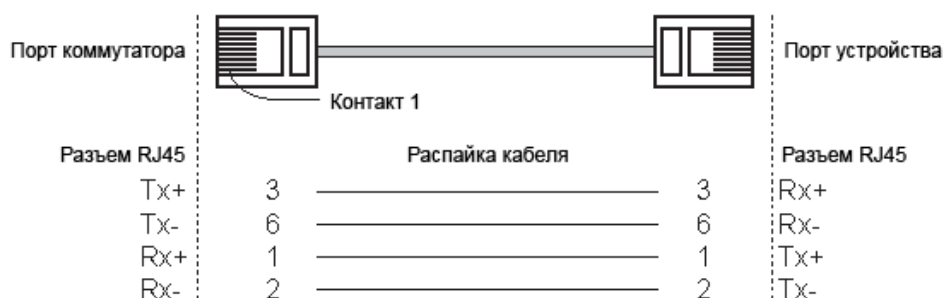 Порт коммутатора
Порт устройства
Контакт 1
Разъем RJ45 Распайка кабеля Разъем RJ45
Tx+ 3 3 Rx+
Tx- 6 6 Rx-
Rx+ 1 1 Tx+
Rx- 2 2 Tx-